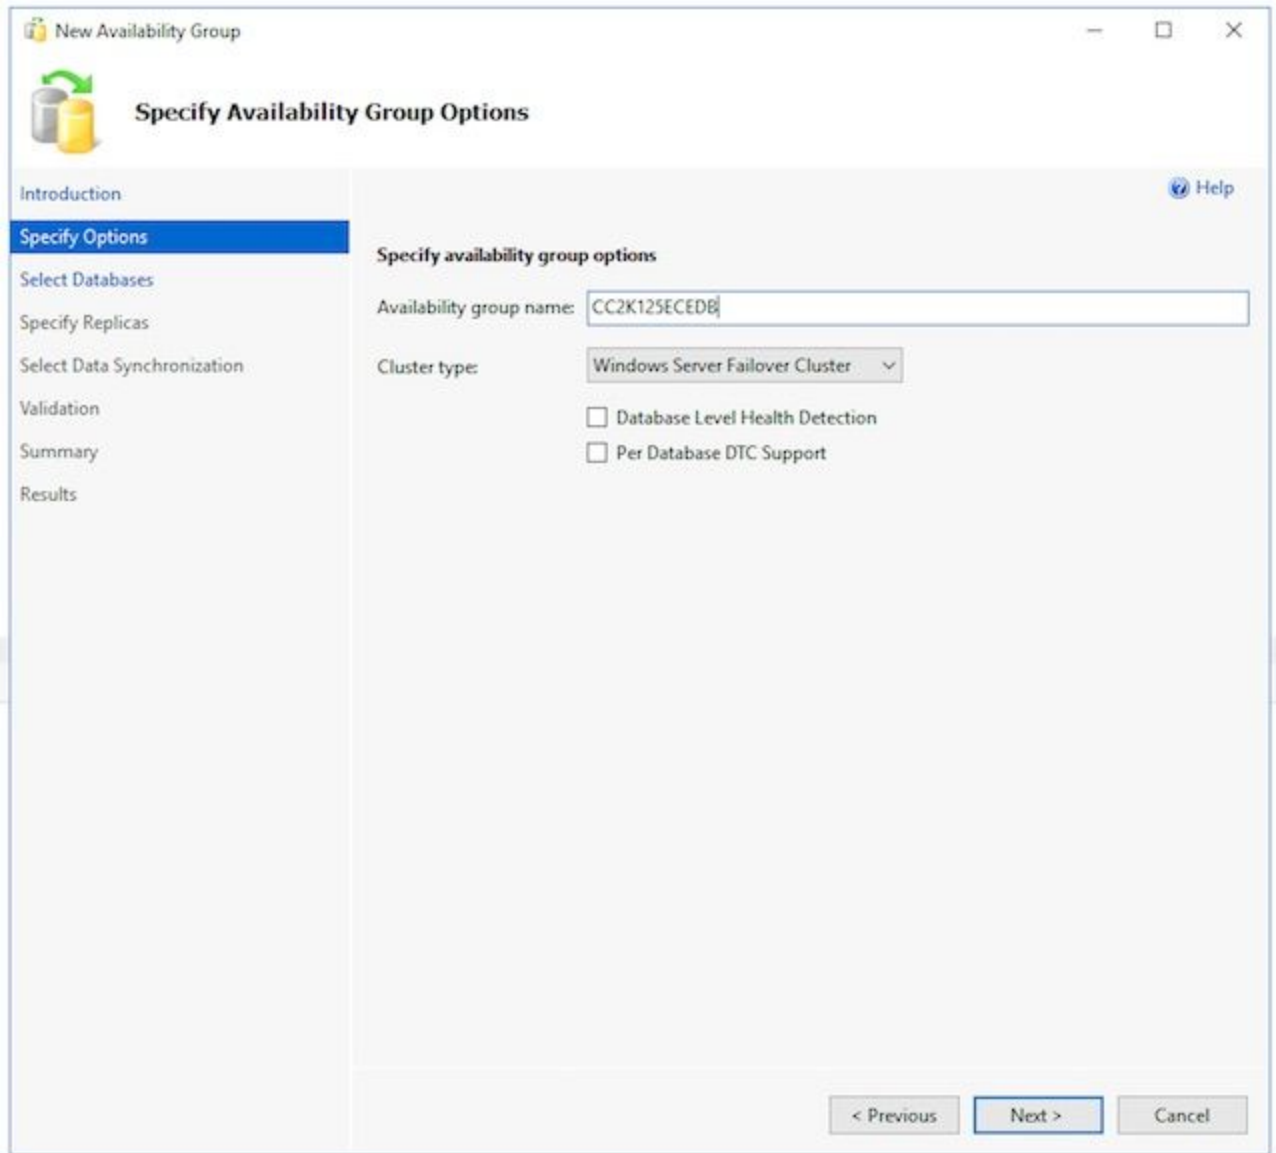 New Availability Group
Specify Availability Group Options
Introduction
Specify Options
Select Databases
Specify Replicas
Select Data Synchronization
Validation
Summary
Results
Help
Specify availability group options
Availability group name: CC2K125ECEDB
Cluster type: Windows Server Failover Cluster
Database Level Health Detection
Per Database DTC Support
< Previous Next > Cancel